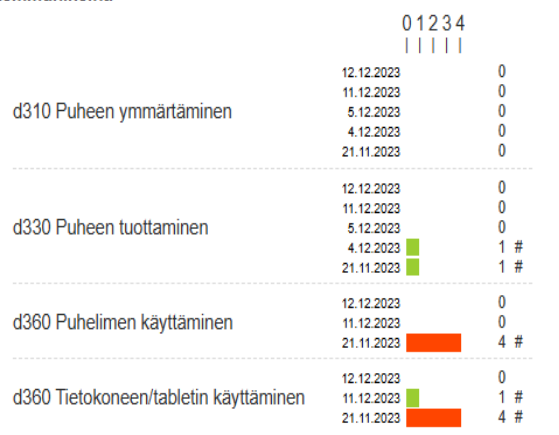 0 1 2 3 4
12.12.2023 0
11.12.2023 0
d310 Puheen ymmärtäminen 5.12.2023 0
4.12.2023 0
21.11.2023 0
12.12.2023 0
11.12.2023 0
d330 Puheen tuottaminen 5.12.2023 0
4.12.2023 1 #
21.11.2023 1 #
12.12.2023 0
d360 Puhelimen käyttäminen 11.12.2023 0
21.11.2023 4 #
12.12.2023 0
d360 Tietokoneen/tabletin käyttäminen 11.12.2023 1 #
21.11.2023 4 #